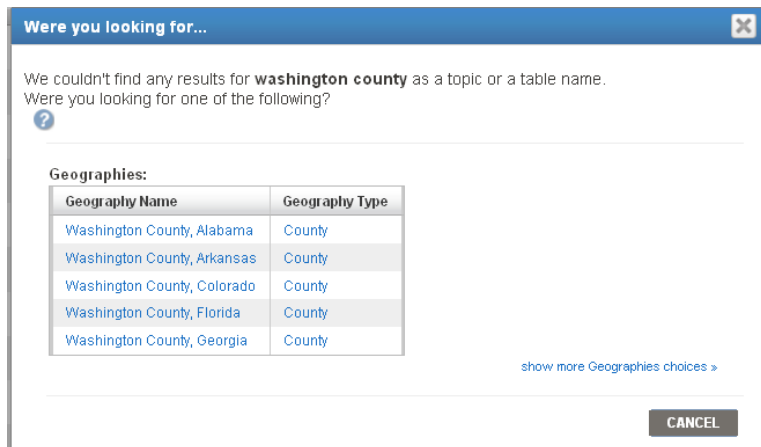 Were you looking for...
We couldn't find any results for washington county as a topic or a table name.
Were you looking for one of the following?
?
Geographies:
Geography Name Geography Type
Washington County, Alabama County
Washington County, Arkansas County
Washington County, Colorado County
Washington County, Florida County
Washington County, Georgia County
show more Geographies choices »
CANCEL